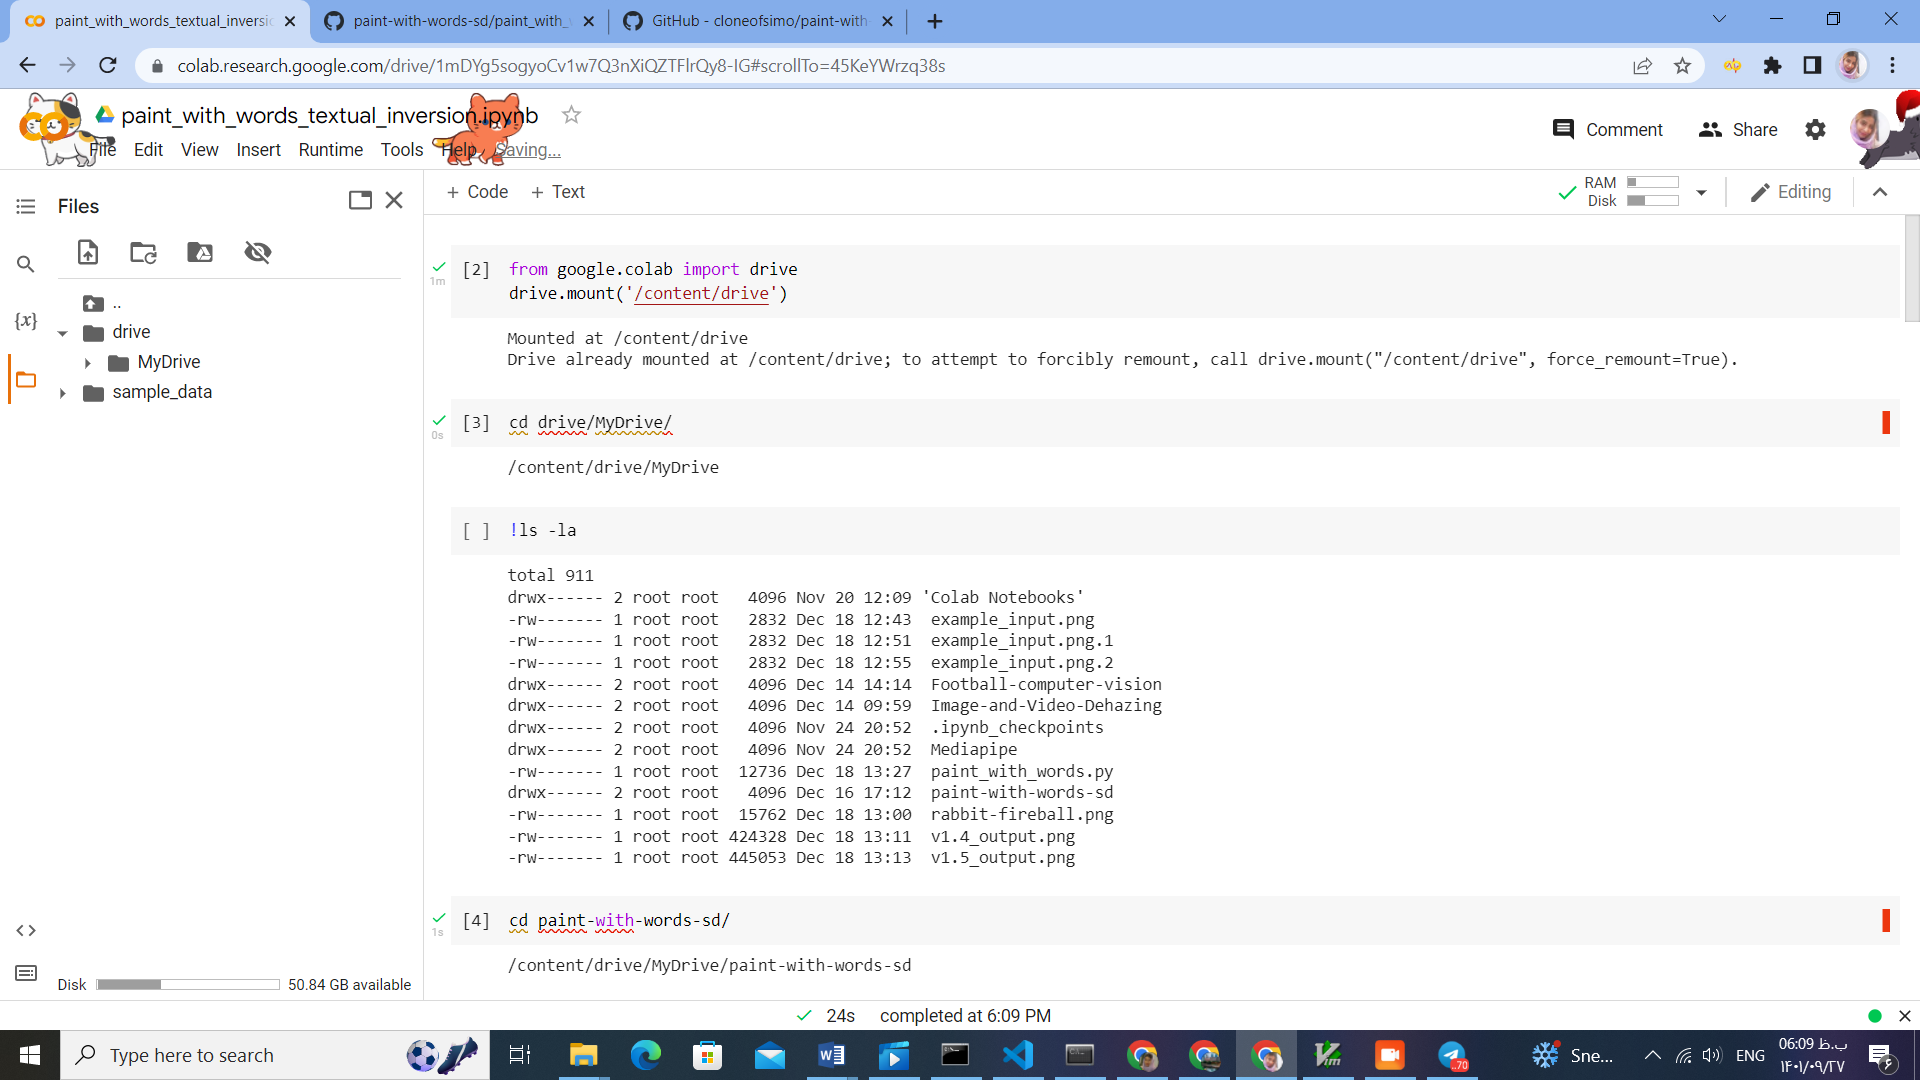 paint_with_words_textual_inversio
paint-with-words-sd/paint_with_
GitHub - cloneofsimo/paint-with-
colab.research.google.com/drive/1mDYg5sogyoCv1w7Q3nXiQZTFlrQy8-IG#scrollTo=45KeYWrzq38s
paint_with_words_textual_inversion.ipynb
File Edit View Insert Runtime Tools Help Saving...
Comment Share
Files
+ Code + Text
RAM
Disk
Editing
..
drive
MyDrive
sample_data
{x}
<>
Disk 50.84 GB available
1m
[2] from google.colab import drive
drive.mount('/content/drive')
Mounted at /content/drive
Drive already mounted at /content/drive; to attempt to forcibly remount, call drive.mount("/content/drive", force_remount=True).
0s
[3] cd drive/MyDrive/
/content/drive/MyDrive
[ ] !ls -la
total 911
drwx------ 2 root root   4096 Nov 20 12:09 'Colab Notebooks'
-rw------- 1 root root   2832 Dec 18 12:43  example_input.png
-rw------- 1 root root   2832 Dec 18 12:51  example_input.png.1
-rw------- 1 root root   2832 Dec 18 12:55  example_input.png.2
drwx------ 2 root root   4096 Dec 14 14:14  Football-computer-vision
drwx------ 2 root root   4096 Dec 14 09:59  Image-and-Video-Dehazing
drwx------ 2 root root   4096 Nov 24 20:52  .ipynb_checkpoints
drwx------ 2 root root   4096 Nov 24 20:52  Mediapipe
-rw------- 1 root root  12736 Dec 18 13:27  paint_with_words.py
drwx------ 2 root root   4096 Dec 16 17:12  paint-with-words-sd
-rw------- 1 root root  15762 Dec 18 13:00  rabbit-fireball.png
-rw------- 1 root root 424328 Dec 18 13:11  v1.4_output.png
-rw------- 1 root root 445053 Dec 18 13:13  v1.5_output.png
1s
[4] cd paint-with-words-sd/
/content/drive/MyDrive/paint-with-words-sd
24s completed at 6:09 PM
Type here to search
..70
Sne...
ENG
06:09 ب.ظ
۱۴۰۱/۰۹/۲۷
۶